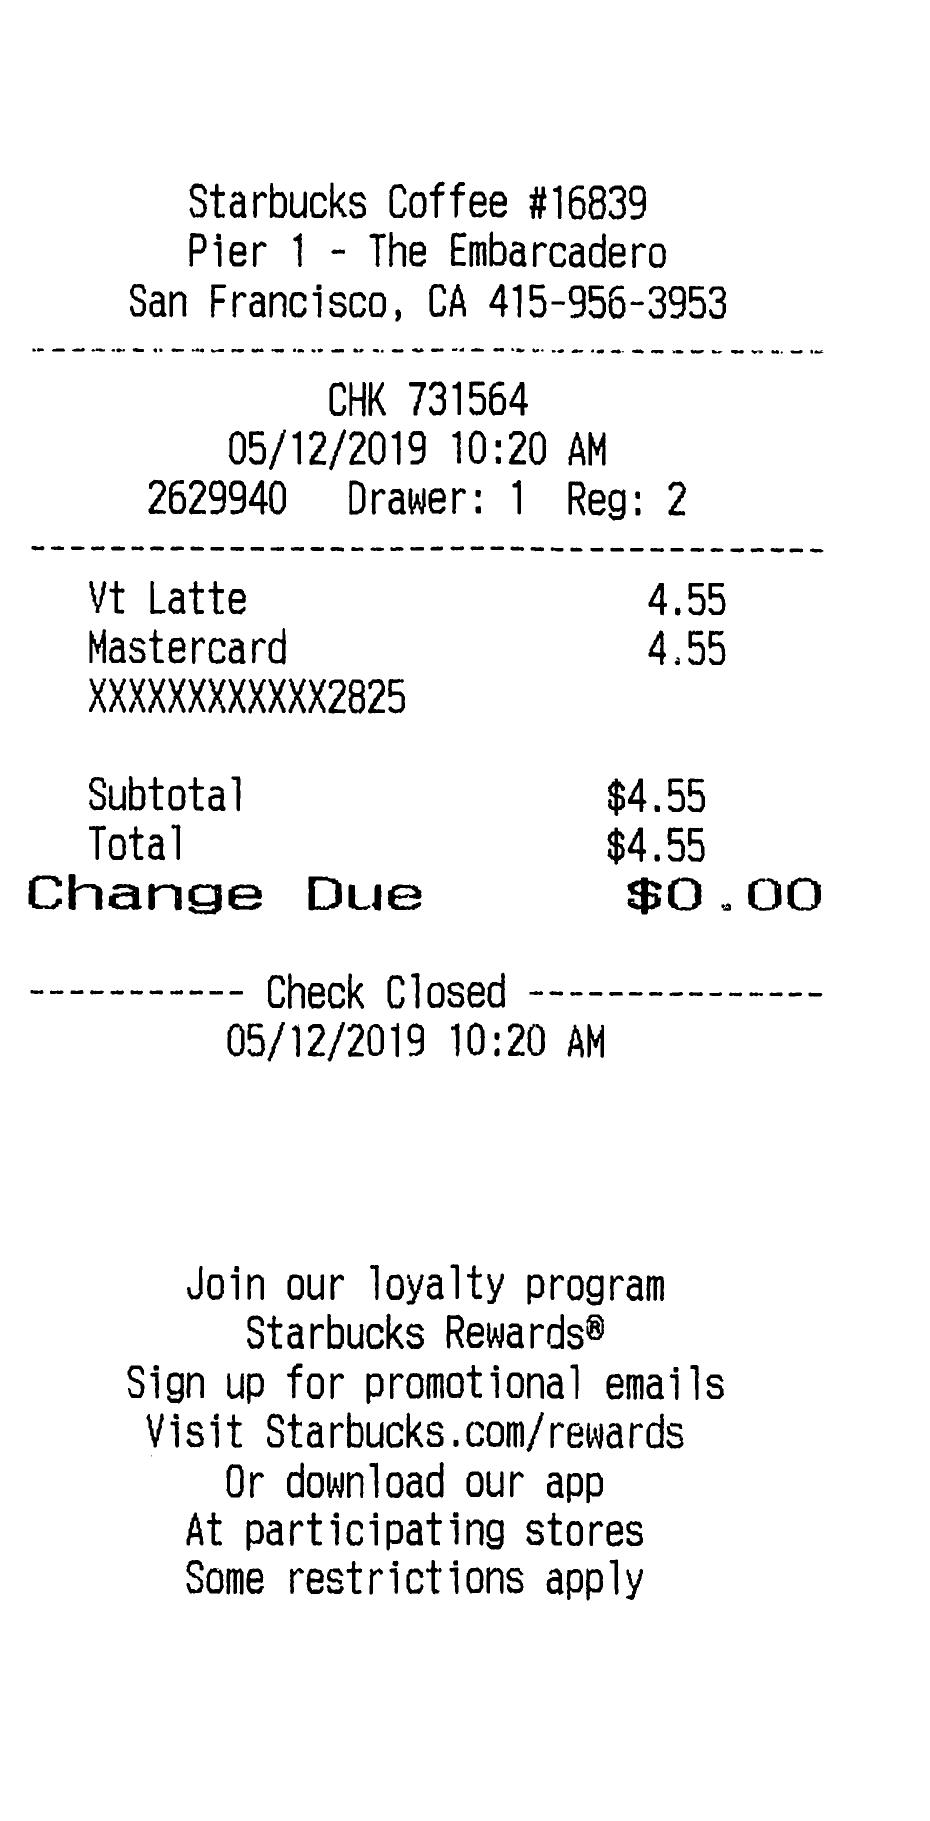 Starbucks Coffee #16839
Pier 1 - The Embarcadero
San Francisco, CA 415-956-3953
----------------------------------------
CHK 731564
05/12/2019 10:20 AM
2629940 Drawer: 1 Reg: 2
----------------------------------------
Vt Latte 4.55
Mastercard 4.55
XXXXXXXXXXXX2825
Subtotal $4.55
Total $4.55
Change Due $0.00
----------- Check Closed ---------------
05/12/2019 10:20 AM
Join our loyalty program
Starbucks Rewards®
Sign up for promotional emails
Visit Starbucks.com/rewards
Or download our app
At participating stores
Some restrictions apply